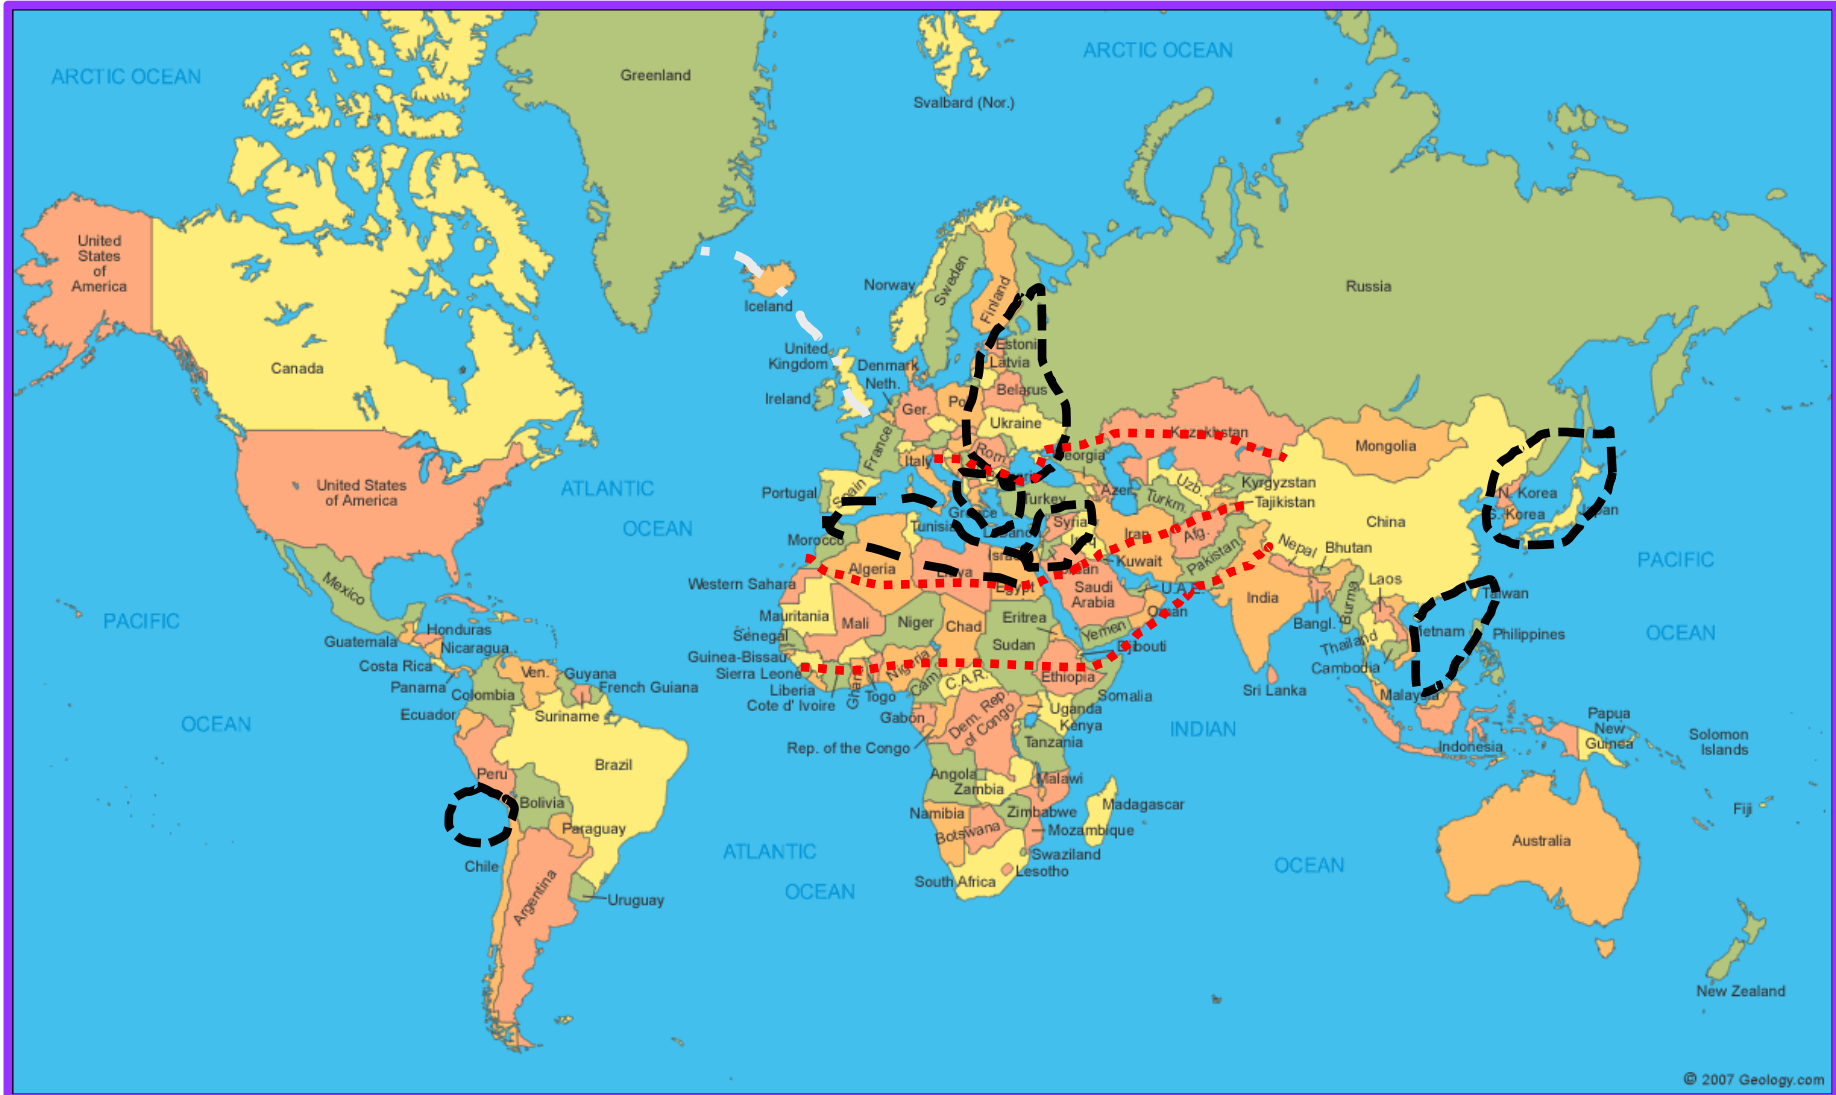 ARCTIC OCEAN
ARCTIC OCEAN
Greenland
Svalbard (Nor.)
United
States
of
America
Canada
Iceland
Norway
Sweden
Finland
Russia
United
Kingdom
Ireland
Denmark
Neth.
Ger.
Estoni
Latvia
Belarus
Ukraine
France
Italy
Rom.
Georgia
Kazakhstan
Mongolia
Portugal
Spain
Turkey
Azer.
Uzb.
Turkm.
Kyrgyzstan
Tajikistan
China
N. Korea
S. Korea
Japan
United States
of America
ATLANTIC
OCEAN
Greece
Tunisia
Lebanon
Syria
Iraq
Iran
Afg.
Pakistan
Nepal
Bhutan
Morocco
Algeria
Libya
Israel
Egypt
Kuwait
Saudi
Arabia
U.A.E.
Oman
Yemen
India
Bangl.
Burma
Laos
Taiwan
PACIFIC
OCEAN
Mexico
Western Sahara
Mauritania
Mali
Niger
Chad
Sudan
Eritrea
Djibouti
Senegal
Guinea-Bissau
Sierra Leone
Liberia
Cote d' Ivoire
Ghana
Togo
Nigeria
Cam.
C.A.R.
Ethiopia
Somalia
Thailand
Cambodia
Vietnam
Philippines
Malaysia
Sri Lanka
PACIFIC
OCEAN
Guatemala
Honduras
Nicaragua
Costa Rica
Panama
Ven.
Guyana
French Guiana
Colombia
Suriname
Ecuador
Peru
Brazil
Bolivia
Paraguay
Chile
Argentina
Uruguay
Gabon
Rep. of the Congo
Dem. Rep
of Congo
Uganda
Kenya
Tanzania
Angola
Zambia
Malawi
Namibia
Botswana
Zimbabwe
Mozambique
Madagascar
Swaziland
Lesotho
South Africa
ATLANTIC
OCEAN
INDIAN
OCEAN
Indonesia
Papua
New
Guinea
Solomon
Islands
Fiji
Australia
New Zealand
© 2007 Geology.com